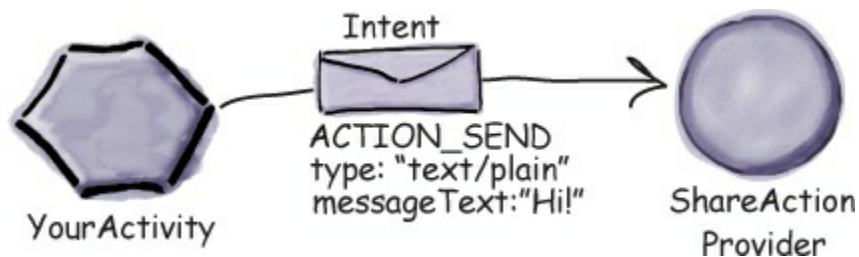 Intent
ACTION_SEND
type: “text/plain”
messageText:”Hi!”
YourActivity
ShareAction
Provider